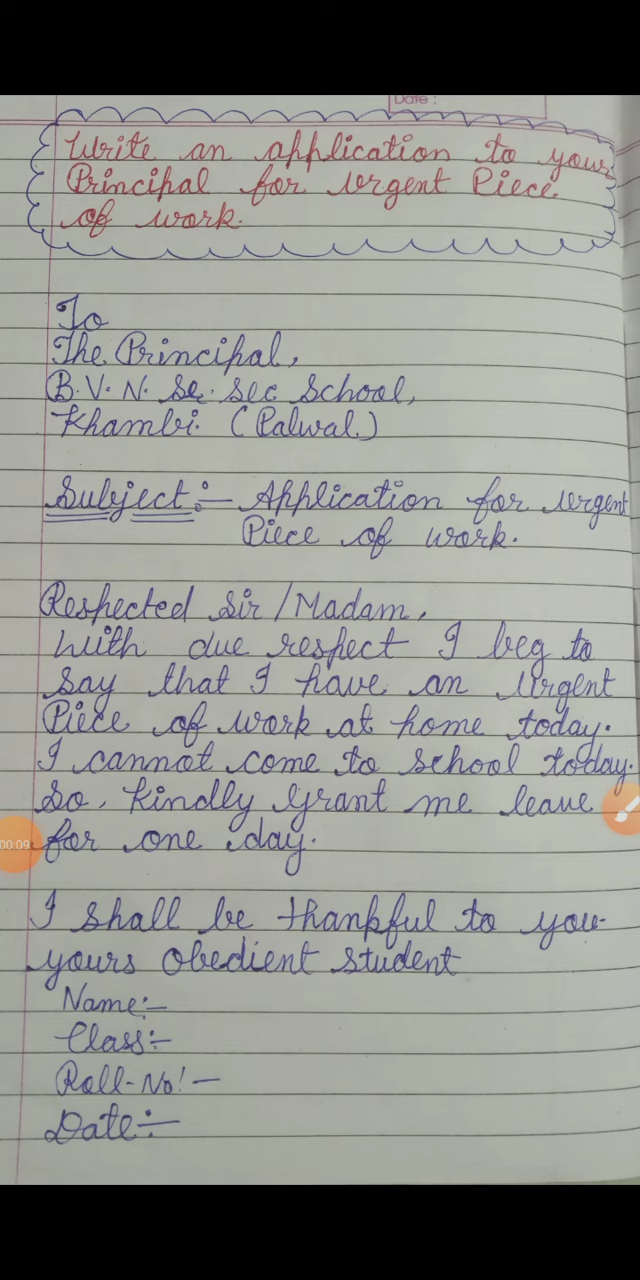 Date :
Write an application to your
Principal for urgent Piece
of work.
To
The Principal,
B.V.N. Sr. Sec School,
Khambi. (Palwal.)
Subject:- Application for urgent
Piece of work.
Respected Sir/Madam,
With due respect I beg to
say that I have an urgent
Piece of work at home today.
I cannot come to school today.
So, kindly grant me leave
for one day.
00:09
I shall be thankful to you.
yours obedient student
Name:-
Class:-
Roll-No:-
Date:-